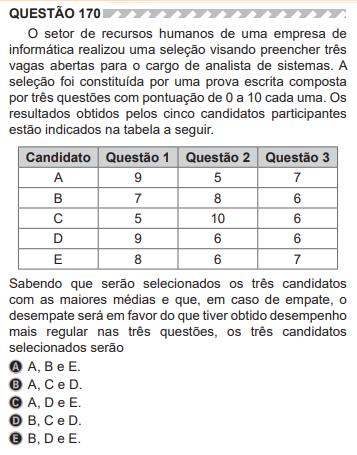 QUESTÃO 170
O setor de recursos humanos de uma empresa de
informática realizou uma seleção visando preencher três
vagas abertas para o cargo de analista de sistemas. A
seleção foi constituída por uma prova escrita composta
por três questões com pontuação de 0 a 10 cada uma. Os
resultados obtidos pelos cinco candidatos participantes
estão indicados na tabela a seguir.
Candidato Questão 1 Questão 2 Questão 3
A 9 5 7
B 7 8 6
C 5 10 6
D 9 6 6
E 8 6 7
Sabendo que serão selecionados os três candidatos
com as maiores médias e que, em caso de empate, o
desempate será em favor do que tiver obtido desempenho
mais regular nas três questões, os três candidatos
selecionados serão
A A, B e E.
B A, C e D.
C A, D e E.
D B, C e D.
E B, D e E.